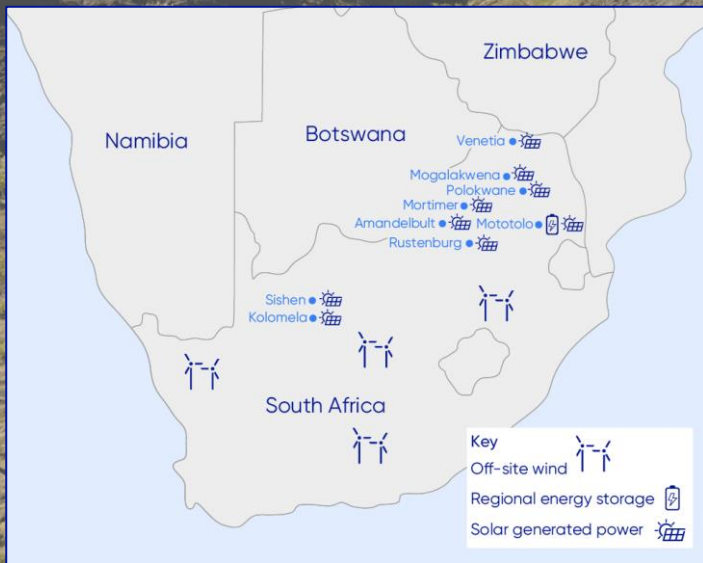 Zimbabwe
Namibia
Botswana
Venetia
Mogalakwena
Polokwane
Mortimer
Amandelbult
Mototolo
Rustenburg
Sishen
Kolomela
South Africa
Key
Off-site wind
Regional energy storage
Solar generated power